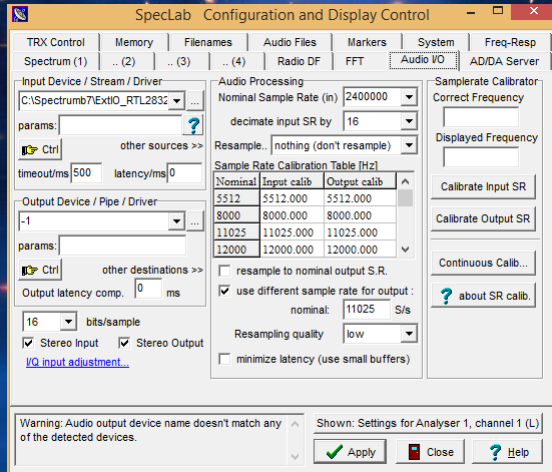 SpecLab Configuration and Display Control
TRX Control Memory Filenames Audio Files Markers System Freq-Resp
Spectrum (1) .. (2) .. (3) .. (4) Radio DF FFT Audio I/O AD/DA Server
Input Device / Stream / Driver
C:\Spectrumb7\ExtIO_RTL2832 ...
params: ?
Ctrl other sources >>
timeout/ms 500 latency/ms 0
Output Device / Pipe / Driver
-1 ...
params:
Ctrl other destinations >>
Output latency comp. 0 ms
16 bits/sample
Stereo Input Stereo Output
I/Q input adjustment...
Audio Processing
Nominal Sample Rate (in) 2400000
decimate input SR by 16
Resample.. nothing (don't resample)
Sample Rate Calibration Table [Hz]
Nominal Input calib Output calib
5512 5512.000 5512.000
8000 8000.000 8000.000
11025 11025.000 11025.000
12000 12000.000 12000.000
resample to nominal output S.R.
use different sample rate for output :
nominal: 11025 S/s
Resampling quality low
minimize latency (use small buffers)
Samplerate Calibrator
Correct Frequency
Displayed Frequency
Calibrate Input SR
Calibrate Output SR
Continuous Calib...
? about SR calib.
Warning: Audio output device name doesn't match any
of the detected devices.
Shown: Settings for Analyser 1, channel 1 (L)
Apply Close ? Help